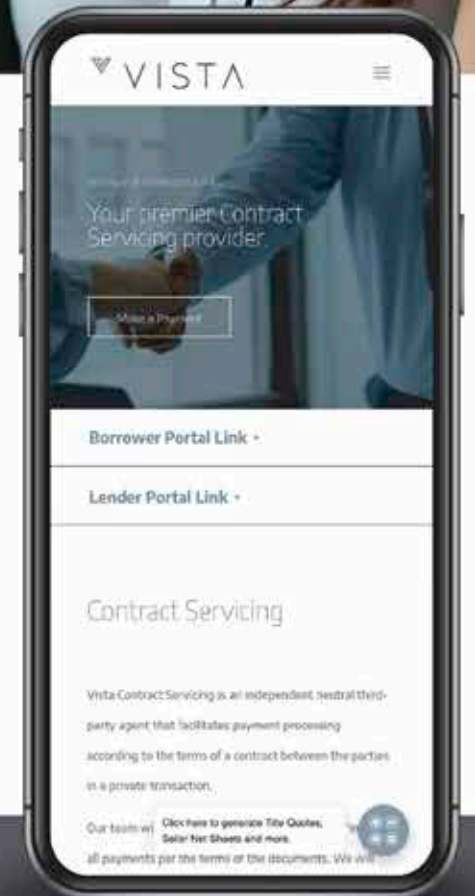 VISTA
Your premier Contract
Servicing provider
Make a Payment
Borrower Portal Link
Lender Portal Link
Contract Servicing
Vista Contract Servicing is an independent neutral third-
party agent that facilitates payment processing
according to the terms of a contract between the parties
in a private transaction.
Our team
Click here to generate Title Quotes,
Seller Net Sheets and more.
all payments per the terms of the documents. We will